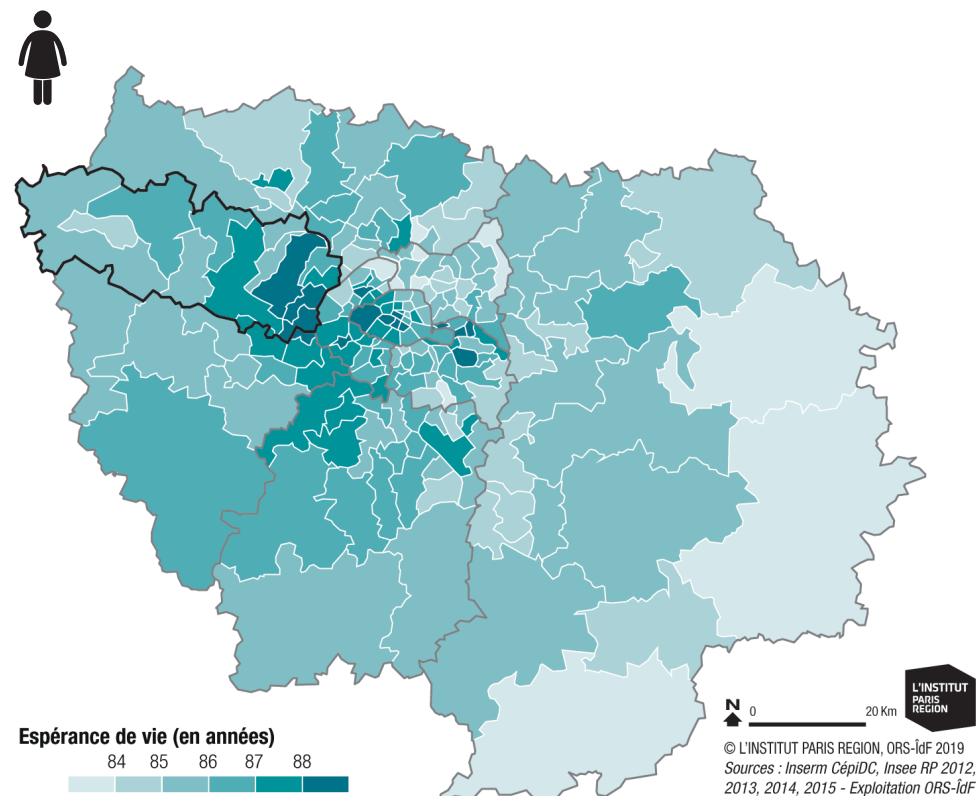 Espérance de vie (en années)
84 85 86 87 88
N 0 20 Km
L'INSTITUT
PARIS
REGION
© L'INSTITUT PARIS REGION, ORS-ÎdF 2019
Sources : Inserm CépiDC, Insee RP 2012,
2013, 2014, 2015 - Exploitation ORS-ÎdF